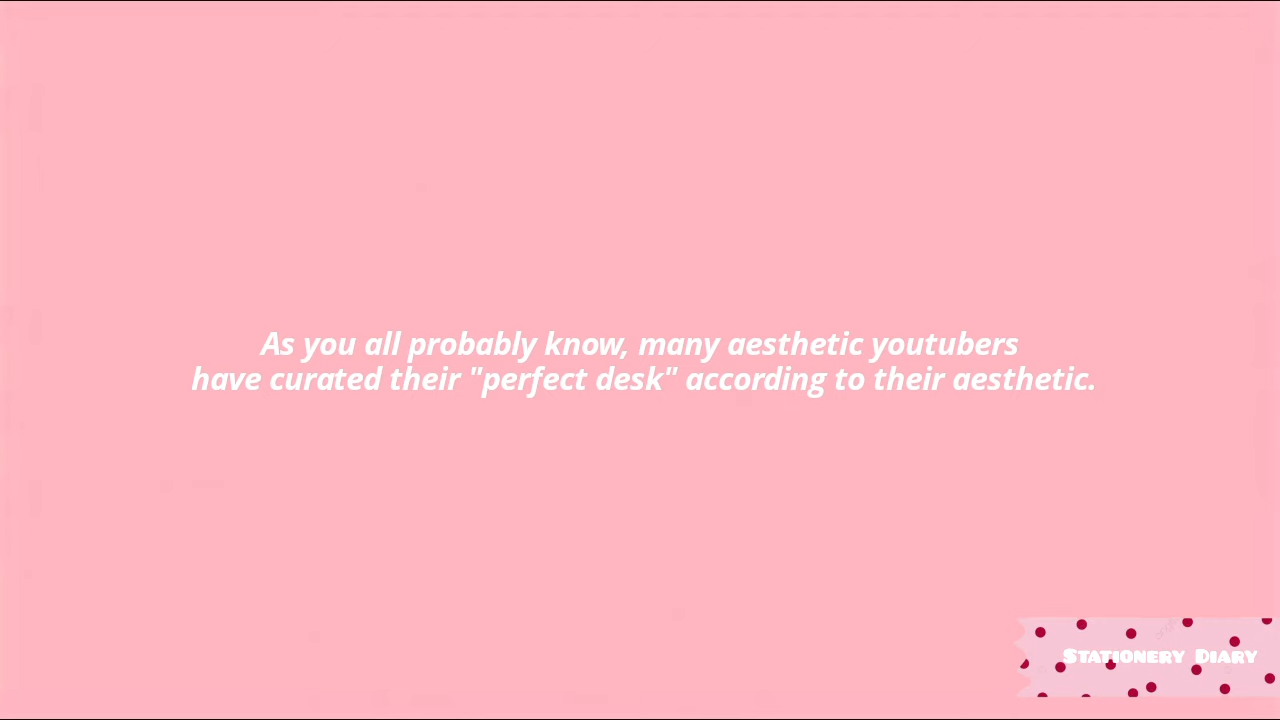 As you all probably know, many aesthetic youtubers
have curated their "perfect desk" according to their aesthetic.
Stationery Diary